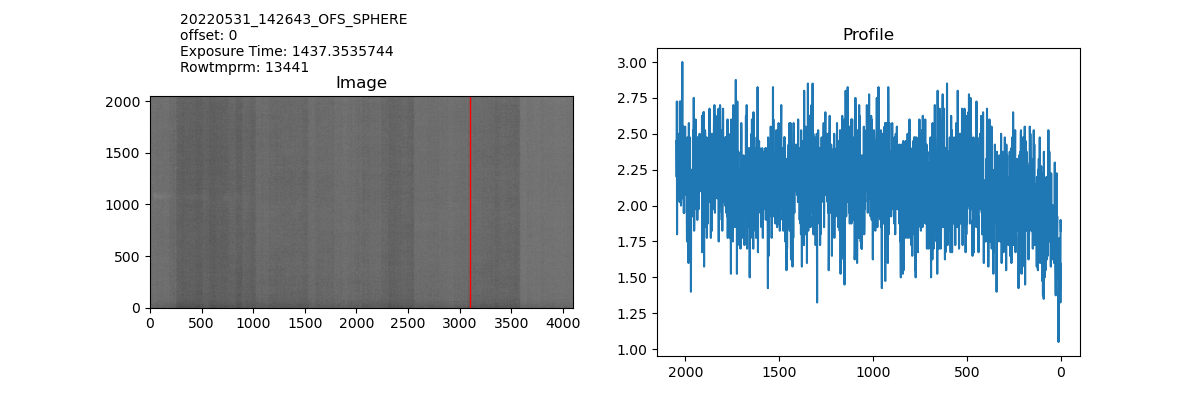 20220531_142643_OFS_SPHERE
offset: 0
Exposure Time: 1437.3535744
Rowtmprm: 13441
Image
2000
1500
1000
500
0
0 500 1000 1500 2000 2500 3000 3500 4000
Profile
3.00
2.75
2.50
2.25
2.00
1.75
1.50
1.25
1.00
2000 1500 1000 500 0